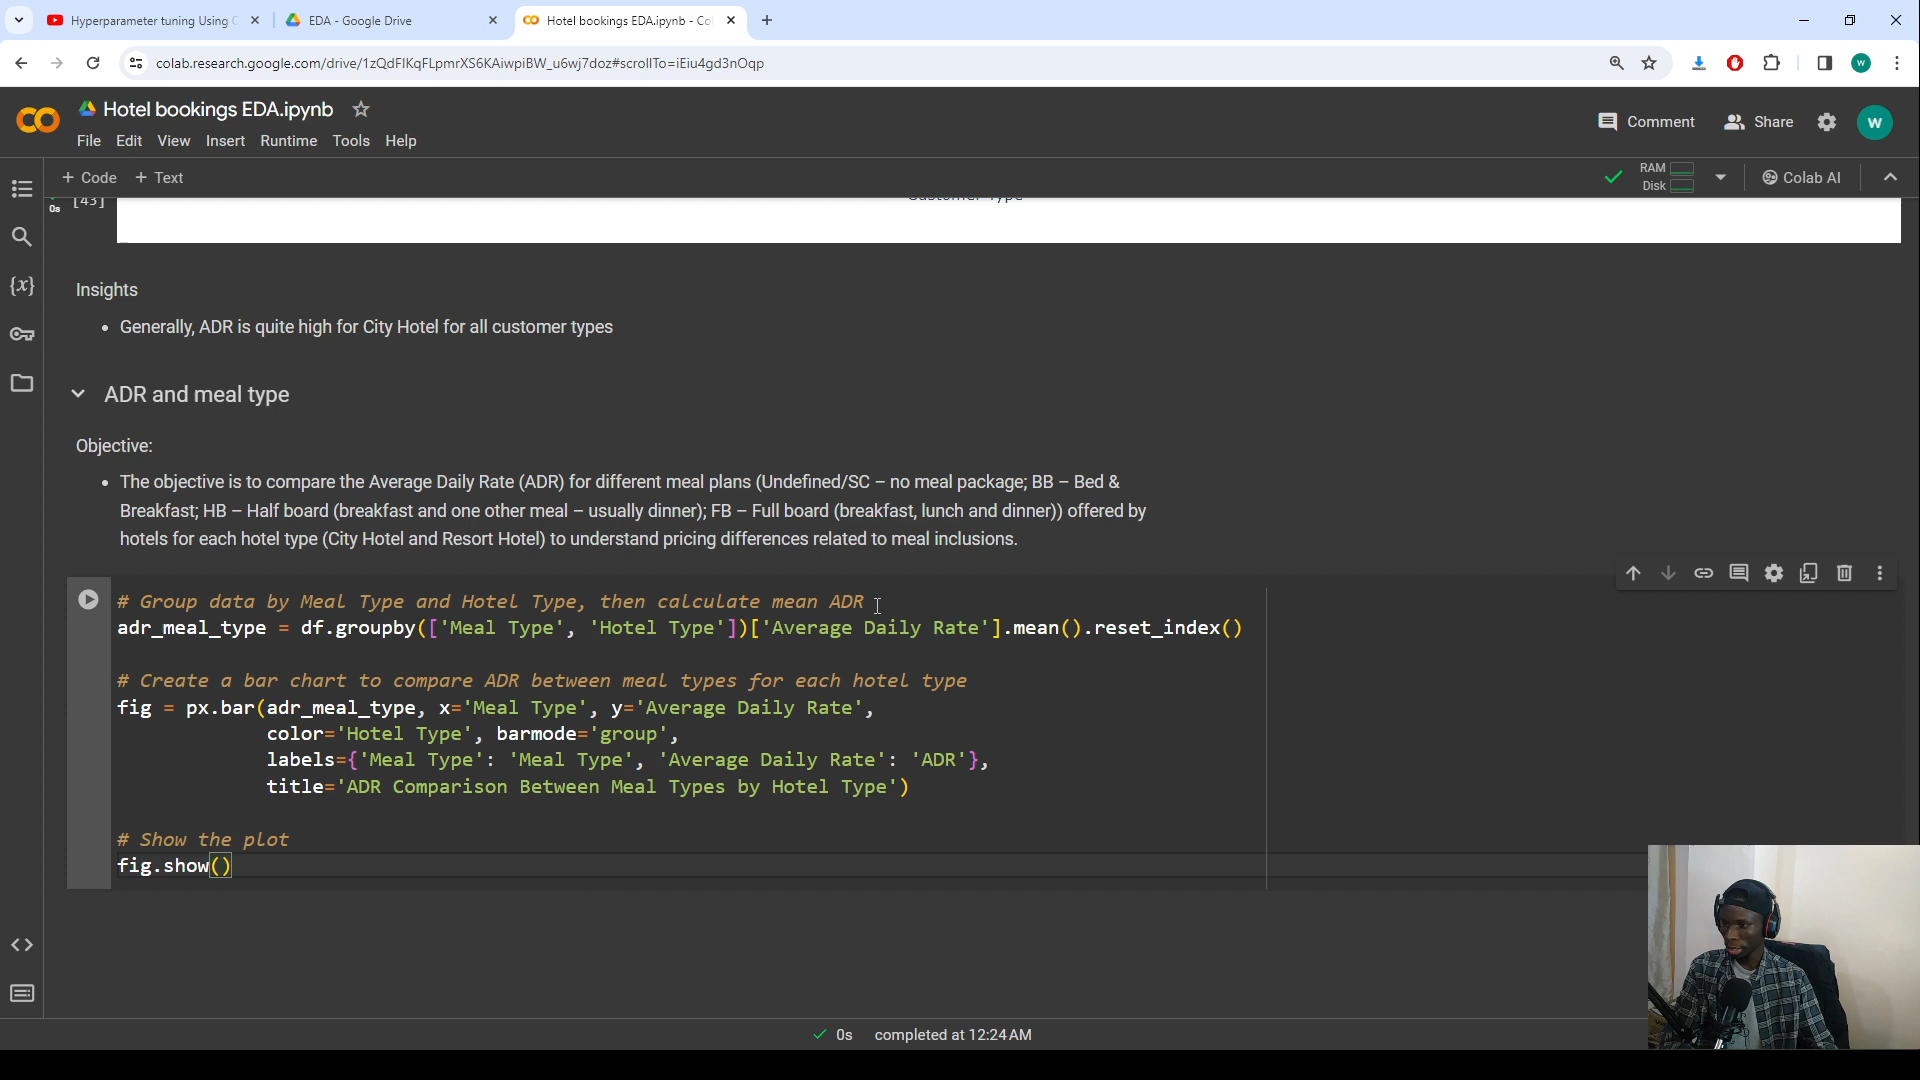 Hyperparameter tuning Using
EDA - Google Drive
Hotel bookings EDA.ipynb - Co
colab.research.google.com/drive/1zQdFIKqFLpmrXS6KAiwpiBW_u6wj7doz#scrollTo=iEiu4gd3nOqp
W
CO
Hotel bookings EDA.ipynb
File Edit View Insert Runtime Tools Help
Comment
Share
W
+ Code + Text
RAM
Disk
Colab AI
0s
[43]
Customer Type
{x}
Insights
• Generally, ADR is quite high for City Hotel for all customer types
ADR and meal type
Objective:
• The objective is to compare the Average Daily Rate (ADR) for different meal plans (Undefined/SC – no meal package; BB – Bed &
Breakfast; HB – Half board (breakfast and one other meal – usually dinner); FB – Full board (breakfast, lunch and dinner)) offered by
hotels for each hotel type (City Hotel and Resort Hotel) to understand pricing differences related to meal inclusions.
# Group data by Meal Type and Hotel Type, then calculate mean ADR
adr_meal_type = df.groupby(['Meal Type', 'Hotel Type'])['Average Daily Rate'].mean().reset_index()
# Create a bar chart to compare ADR between meal types for each hotel type
fig = px.bar(adr_meal_type, x='Meal Type', y='Average Daily Rate',
color='Hotel Type', barmode='group',
labels={'Meal Type': 'Meal Type', 'Average Daily Rate': 'ADR'},
title='ADR Comparison Between Meal Types by Hotel Type')
# Show the plot
fig.show()
0s completed at 12:24 AM